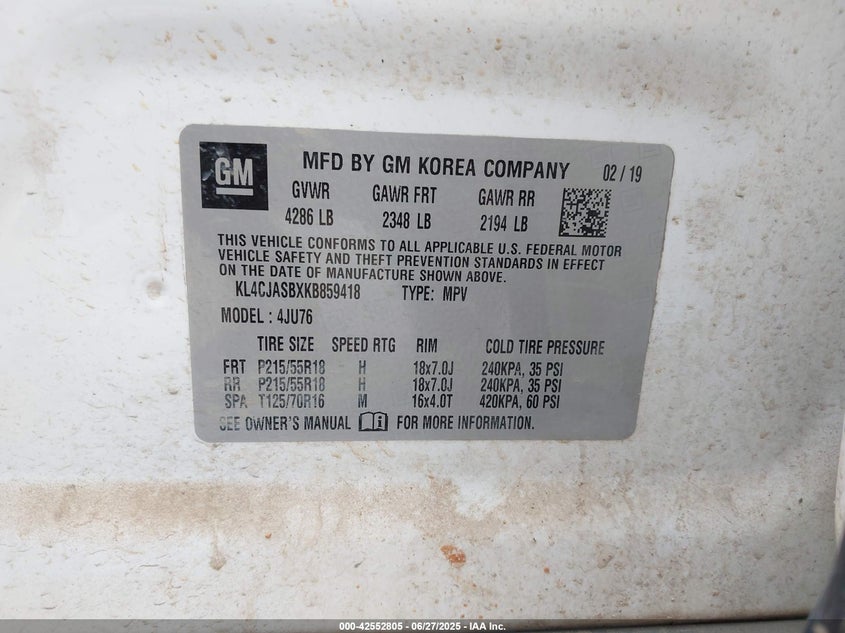 GM
MFD BY GM KOREA COMPANY 02 / 19
GVWR GAWR FRT GAWR RR
4286 LB 2348 LB 2194 LB
THIS VEHICLE CONFORMS TO ALL APPLICABLE U.S. FEDERAL MOTOR
VEHICLE SAFETY AND THEFT PREVENTION STANDARDS IN EFFECT
ON THE DATE OF MANUFACTURE SHOWN ABOVE.
KL4CJASBXKB859418 TYPE: MPV
MODEL : 4JU76
TIRE SIZE SPEED RTG RIM COLD TIRE PRESSURE
FRT P215/55R18 H 18x7.0J 240KPA, 35 PSI
RR P215/55R18 H 18x7.0J 240KPA, 35 PSI
SPA T125/70R16 M 16x4.0T 420KPA, 60 PSI
SEE OWNER'S MANUAL FOR MORE INFORMATION.
000-42552805 - 06/27/2025 - IAA Inc.